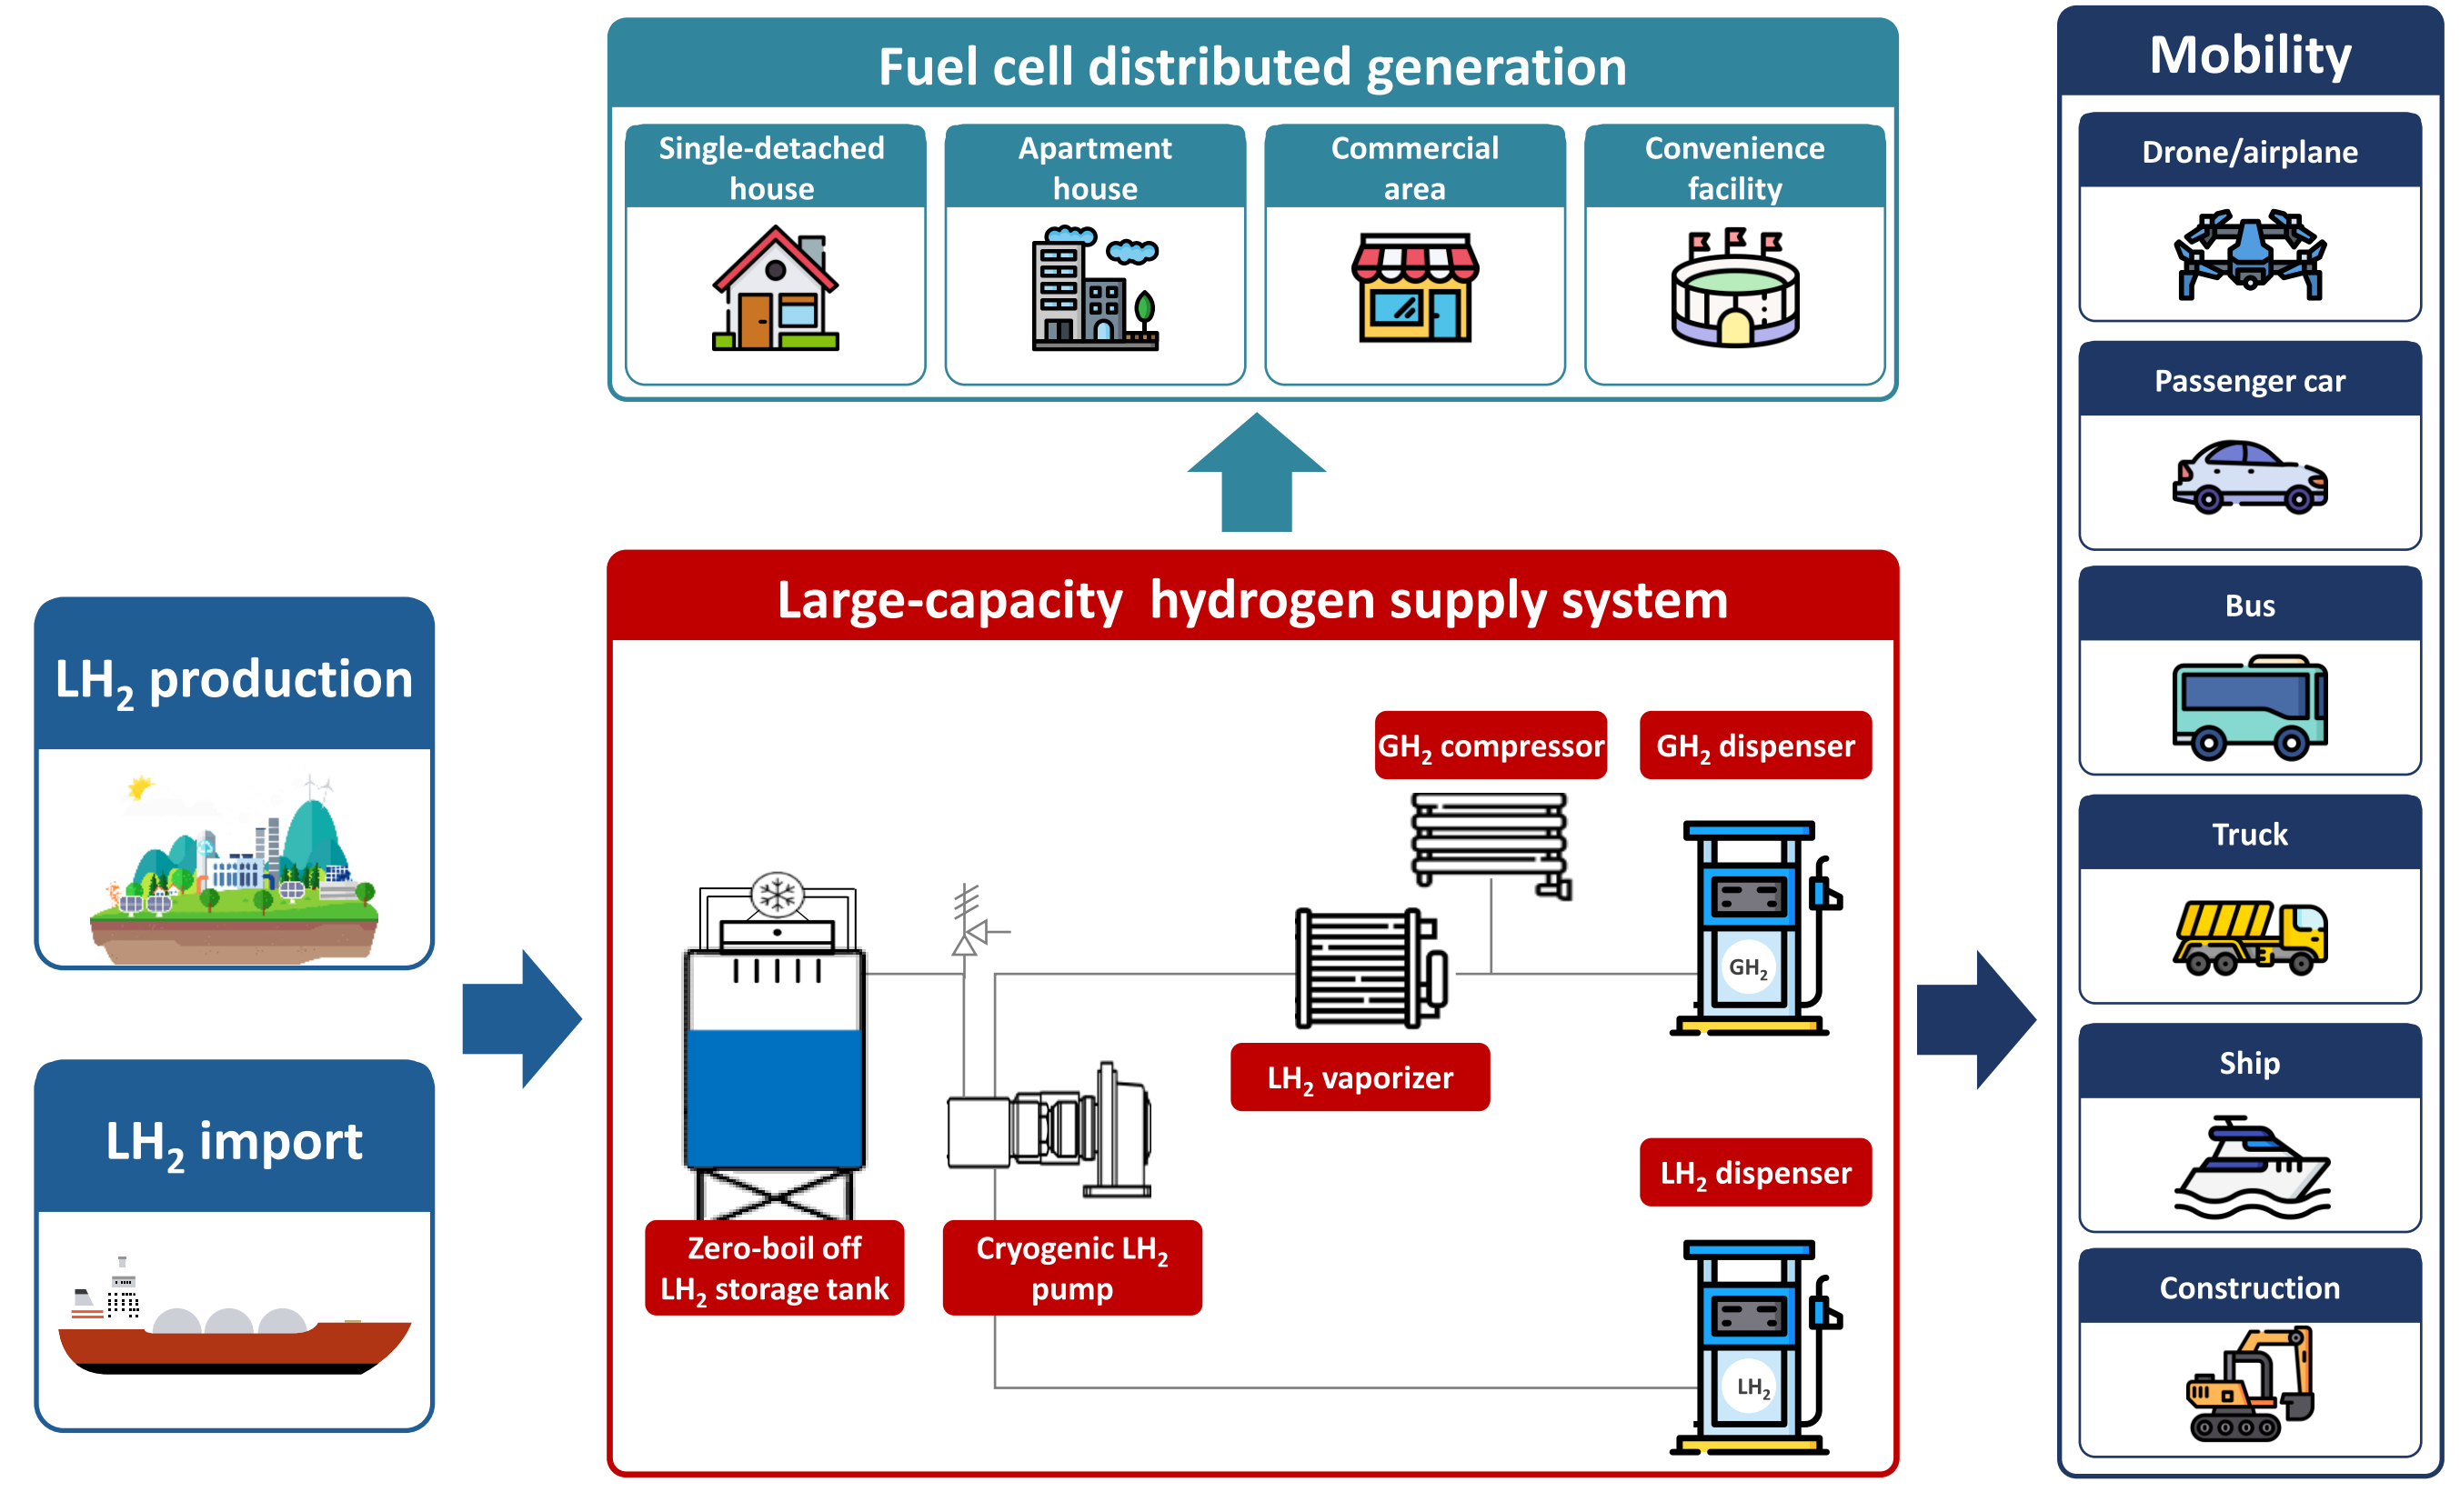 Fuel cell distributed generation
Single-detached
house
Apartment
house
Commercial
area
Convenience
facility
LH₂ production
LH₂ import
Large-capacity hydrogen supply system
GH₂ compressor
GH₂ dispenser
GH₂
LH₂ vaporizer
LH₂ dispenser
Zero-boil off
LH₂ storage tank
Cryogenic LH₂
pump
LH₂
Mobility
Drone/airplane
Passenger car
Bus
Truck
Ship
Construction